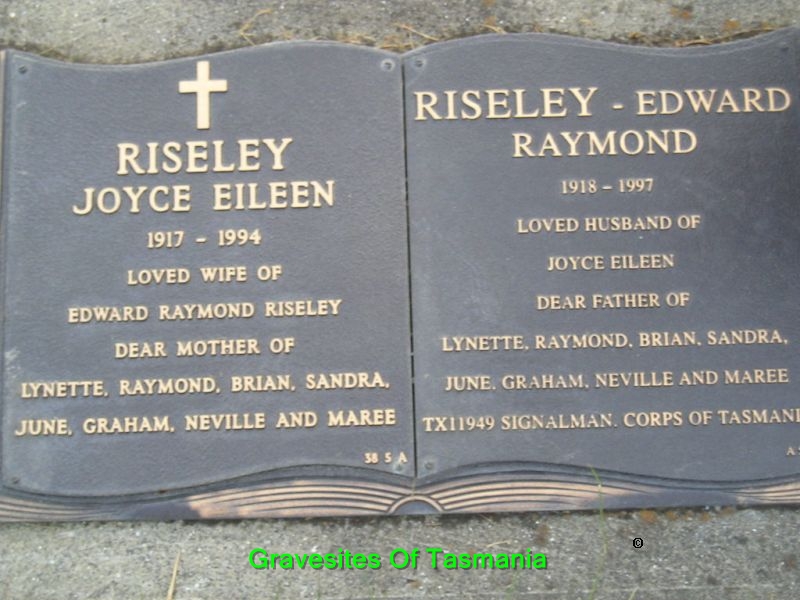 RISELEY
JOYCE EILEEN
1917 - 1994
LOVED WIFE OF
EDWARD RAYMOND RISELEY
DEAR MOTHER OF
LYNETTE, RAYMOND, BRIAN, SANDRA,
JUNE, GRAHAM, NEVILLE AND MAREE
38 5 A
RISELEY - EDWARD
RAYMOND
1918 - 1997
LOVED HUSBAND OF
JOYCE EILEEN
DEAR FATHER OF
LYNETTE, RAYMOND, BRIAN, SANDRA,
JUNE, GRAHAM, NEVILLE AND MAREE
TX11949 SIGNALMAN. CORPS OF TASMANI
Gravesites Of Tasmania
©